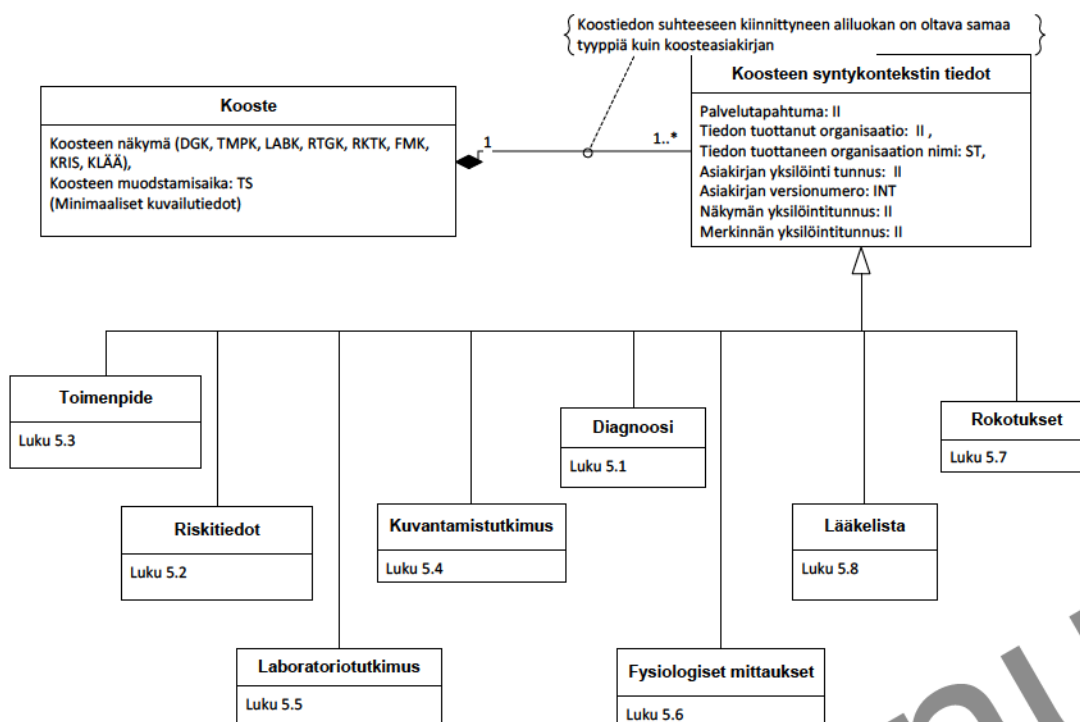 Koostiedon suhteeseen kiinnittyneen aliluokan on oltava samaa
tyyppiä kuin koosteasiakirjan
Kooste
Koosteen näkymä (DGK, TMPK, LABK, RTGK, RKTK, FMK,
KRIS, KLÄÄ),
Koosteen muodstamisaika: TS
(Minimaaliset kuvailutiedot)
1
1..*
Koosteen syntykontekstin tiedot
Palvelutapahtuma: II
Tiedon tuottanut organisaatio: II ,
Tiedon tuottaneen organisaation nimi: ST,
Asiakirjan yksilöinti tunnus: II
Asiakirjan versionumero: INT
Näkymän yksilöintitunnus: II
Merkinnän yksilöintitunnus: II
Toimenpide
Luku 5.3
Riskitiedot
Luku 5.2
Laboratoriotutkimus
Luku 5.5
Kuvantamistutkimus
Luku 5.4
Diagnoosi
Luku 5.1
Fysiologiset mittaukset
Luku 5.6
Lääkelista
Luku 5.8
Rokotukset
Luku 5.7